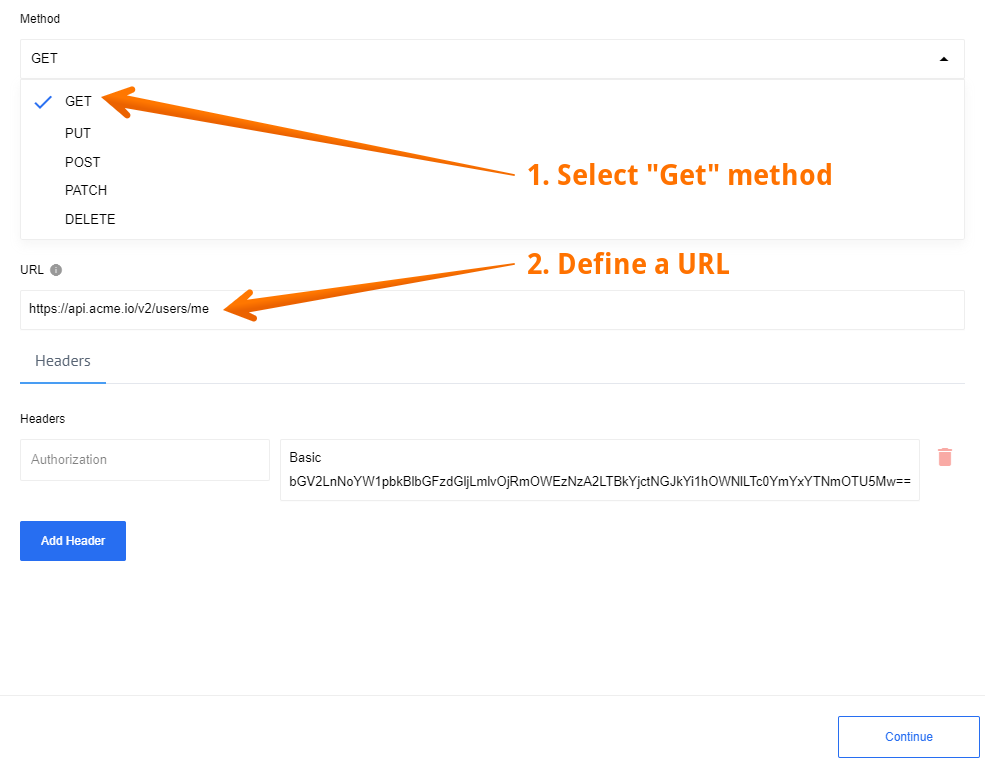 Method
GET
GET
PUT
POST
PATCH
DELETE
1. Select "Get" method
URL
2. Define a URL
https://api.acme.io/v2/users/me
Headers
Headers
Authorization
Basic
bGV2LnNoYW1pbkBlbGFzdGljLmlvOjRmOWEzNzA2LTBkYjctNGJkYi1hOWNlLTc0YmYxYTNmOTU5Mw==
Add Header
Continue